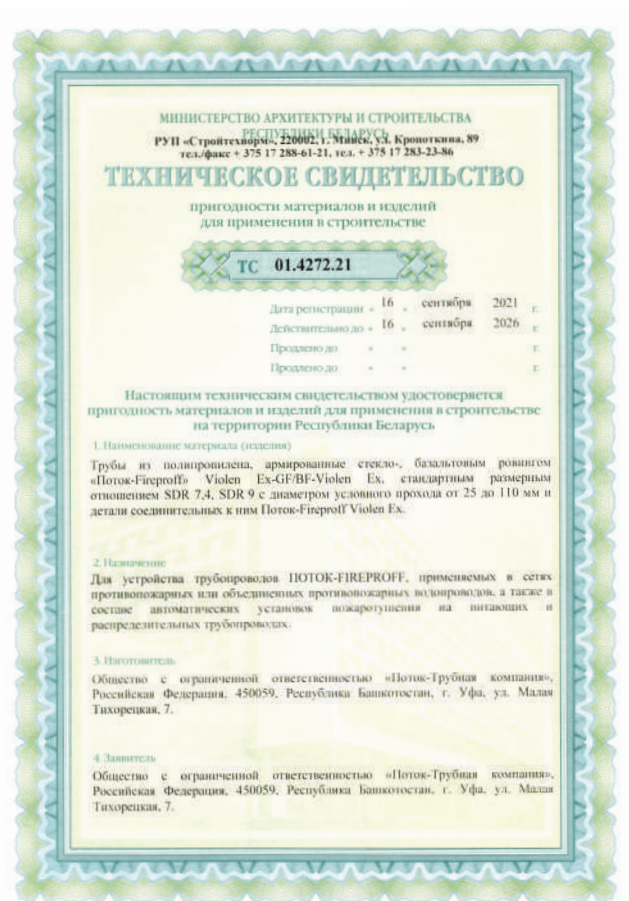 МИНИСТЕРСТВО АРХИТЕКТУРЫ И СТРОИТЕЛЬСТВА
РЕСПУБЛИКИ БЕЛАРУСЬ
РУП «Стройтехнорм», 220002, г. Минск, ул. Кропоткина, 89
тел./факс + 375 17 288-61-21, тел. + 375 17 283-23-86
ТЕХНИЧЕСКОЕ СВИДЕТЕЛЬСТВО
пригодности материалов и изделий
для применения в строительстве
ТС 01.4272.21
Дата регистрации « 16 » сентября 2021 г.
Действительно до « 16 » сентября 2026 г.
Продлено до « » г.
Продлено до « » г.
Настоящим техническим свидетельством удостоверяется
пригодность материалов и изделий для применения в строительстве
на территории Республики Беларусь
1. Наименование материала (изделия)
Трубы из полипропилена, армированные стекло-, базальтовым ровингом
«Поток-Fireproff» Violen Ex-GF/BF-Violen Ex, стандартным размерным
отношением SDR 7,4, SDR 9 с диаметром условного прохода от 25 до 110 мм и
детали соединительных к ним Поток-Fireproff Violen Ex.
2. Назначение
Для устройства трубопроводов ПОТОК-FIREPROFF, применяемых в сетях
противопожарных или объединенных противопожарных водопроводов, а также в
составе автоматических установок пожаротушения на питающих и
распределительных трубопроводах.
3. Изготовитель
Общество с ограниченной ответственностью «Поток-Трубная компания»,
Российская Федерация, 450059, Республика Башкотостан, г. Уфа, ул. Малая
Тихорецкая, 7.
4. Заявитель
Общество с ограниченной ответственностью «Поток-Трубная компания»,
Российская Федерация, 450059, Республика Башкотостан, г. Уфа, ул. Малая
Тихорецкая, 7.